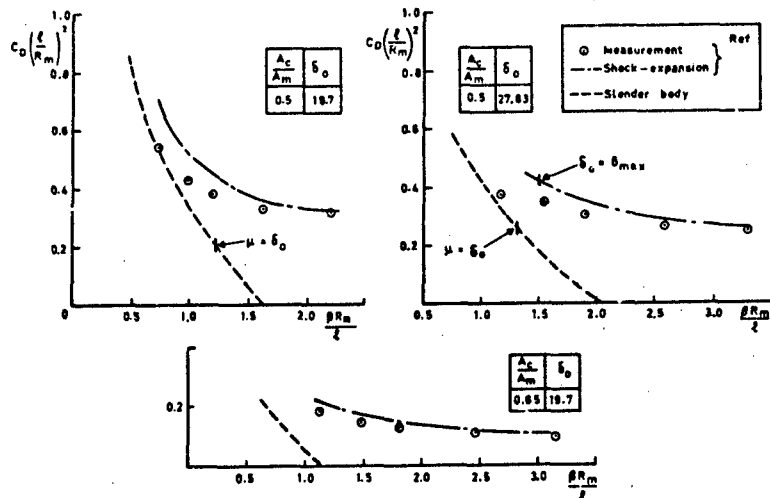 1.0
C_D(ℓ/R_m)²
0.8
0.6
0.4
0.2
0
0.5 1.0 1.5 2.0
βR_m/ℓ
A_c/A_m δ_o
0.5 19.7
μ = δ_o
A_c/A_m δ_o
0.5 27.63
Measurement
Shock-expansion
} Ref
Slender body
1.0
0.8
0.6
0.4
0.2
0
0.5 1.0 1.5 2.0 2.5 3.0
βR_m/ℓ
δ_o = δ_max
μ = δ_o
A_c/A_m δ_o
0.65 19.7
0.2
0.5 1.0 1.5 2.0 2.5 3.0
βR_m/ℓ